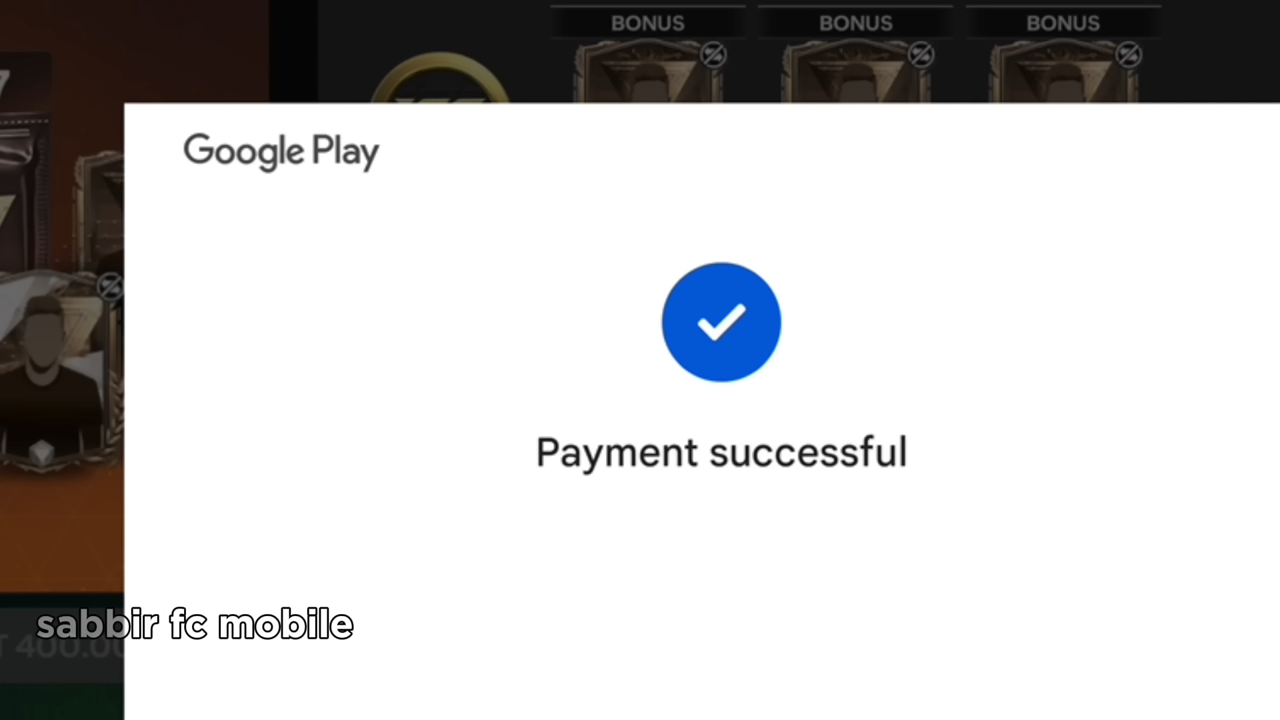 BONUS BONUS BONUS
Google Play
Payment successful
sabbir fc mobile